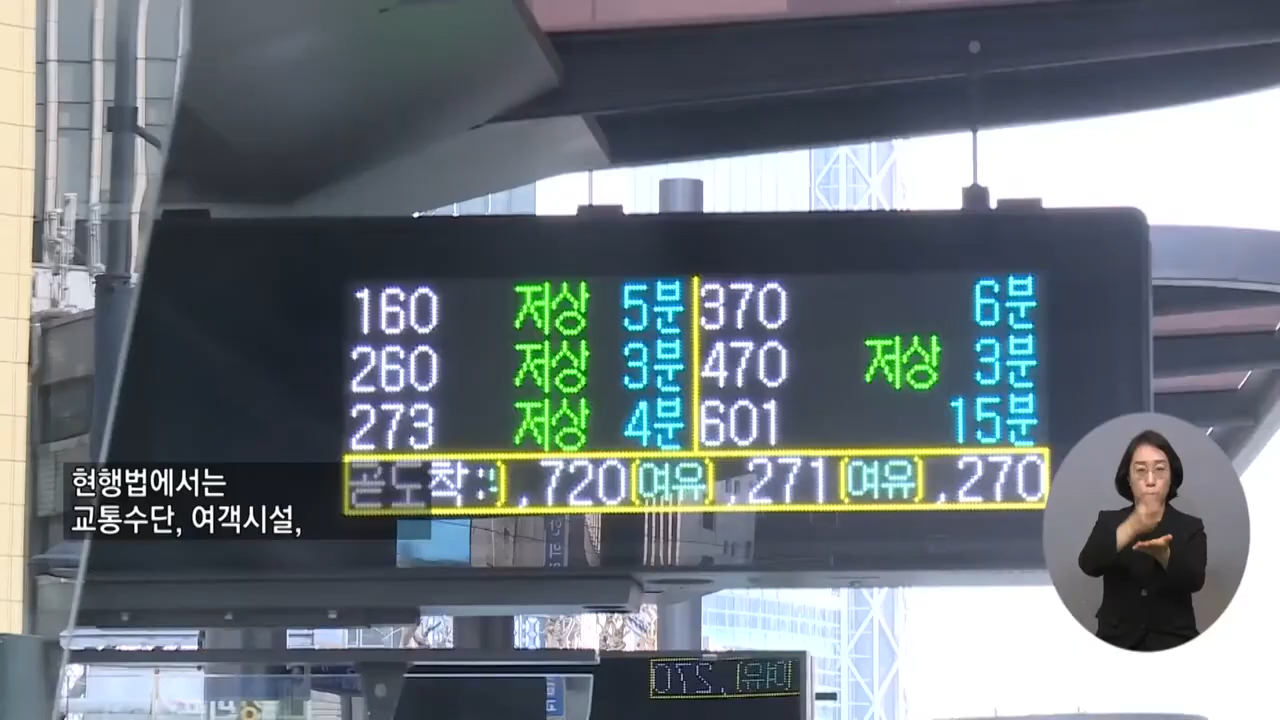 160 저상 5분
260 저상 3분
273 저상 4분
370 6분
470 저상 3분
601 15분
곧도착:) ,720(여유) ,271(여유) ,270
현행법에서는
교통수단, 여객시설,